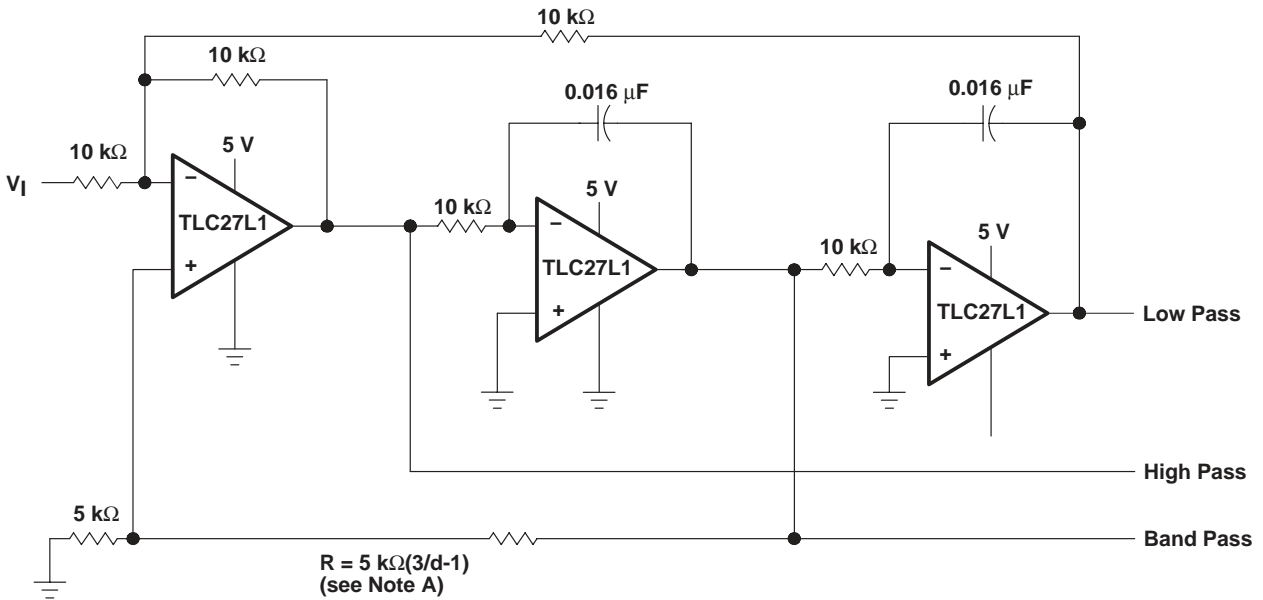 10 kΩ
10 kΩ
0.016 μF
0.016 μF
10 kΩ
5 V
VI
−
TLC27L1
+
10 kΩ
5 V
−
TLC27L1
+
10 kΩ
5 V
−
TLC27L1
+
Low Pass
High Pass
5 kΩ
Band Pass
R = 5 kΩ(3/d-1)
(see Note A)